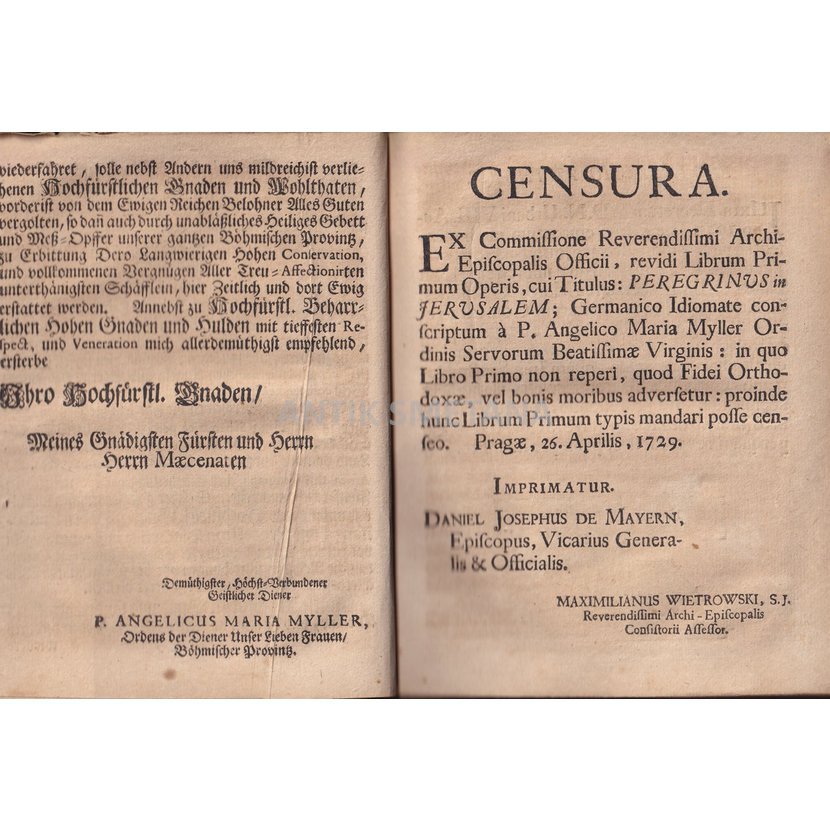 wiederfahret, solle nebst Andern uns mildreichist verlie-
henen Hochfürstlichen Gnaden und Wohlthaten,
vorderist von dem Ewigen Reichen Belohner Alles Guten
vergolten, so dañ auch durch unabläßliches Heiliges Gebett
und Meß-Opffer unserer gantzen Böhmischen Provintz,
zu Erbittung Dero Langwierigen Hohen Conservation,
und vollkommenen Vergnügen Aller Treu-Affectionirten
unterthänigsten Schäfflein, hier Zeitlich und dort Ewig
erstattet werden. Annebst zu Hochfürstl. Beharr-
lichen Hohen Gnaden und Hulden mit tieffesten Re-
spect, und Veneration mich allerdemüthigst empfehlend,
ersterbe
Ihro Hochfürstl. Gnaden/
Meines Gnädigsten Fürsten und Herrn
Herrn Mæcenaten
Demüthigster, Höchst-Verbundener
Geistlicher Diener
P. ANGELICUS MARIA MYLLER,
Ordens der Diener Unser Lieben Frauen/
Böhmischer Provintz.
CENSURA.
EX Commissione Reverendissimi Archi-
Episcopalis Officii, revidi Librum Pri-
mum Operis, cui Titulus: PEREGRINUS in
JERUSALEM; Germanico Idiomate con-
scriptum à P. Angelico Maria Myller Or-
dinis Servorum Beatissimæ Virginis: in quo
Libro Primo non reperi, quod Fidei Ortho-
doxæ, vel bonis moribus adversetur: proinde
hunc Librum Primum typis mandari posse cen-
seo. Pragæ, 26. Aprilis, 1729.
IMPRIMATUR.
DANIEL JOSEPHUS DE MAYERN,
Episcopus, Vicarius Genera-
lis & Officialis.
MAXIMILIANUS WIETROWSKI, S.J.
Reverendissimi Archi-Episcopalis
Consistorii Assessor.